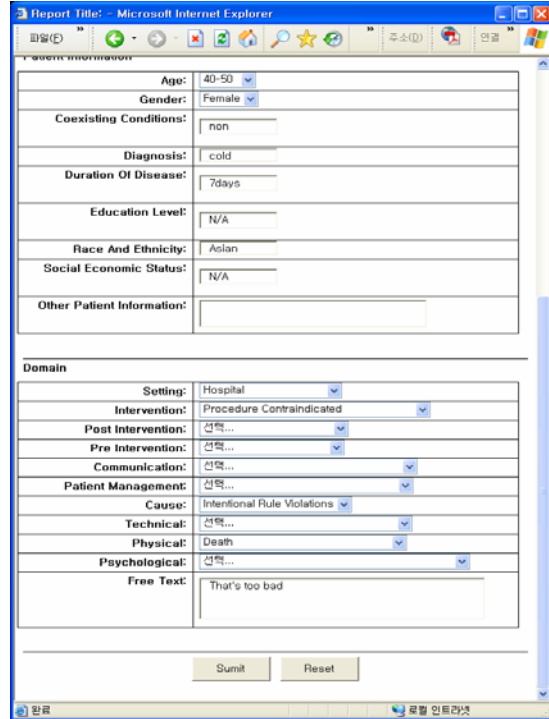 Report Title: - Microsoft Internet Explorer
파일(F) » » 주소(D) 연결 »
Patient Information
Age: 40-50
Gender: Female
Coexisting Conditions: non
Diagnosis: cold
Duration Of Disease: 7days
Education Level: N/A
Race And Ethnicity: Asian
Social Economic Status: N/A
Other Patient Information:
Domain
Setting: Hospital
Intervention: Procedure Contraindicated
Post Intervention: 선택...
Pre Intervention: 선택...
Communication: 선택...
Patient Management: 선택...
Cause: Intentional Rule Violations
Technical: 선택...
Physical: Death
Psychological: 선택...
Free Text: That's too bad
Sumit Reset
완료 로컬 인트라넷